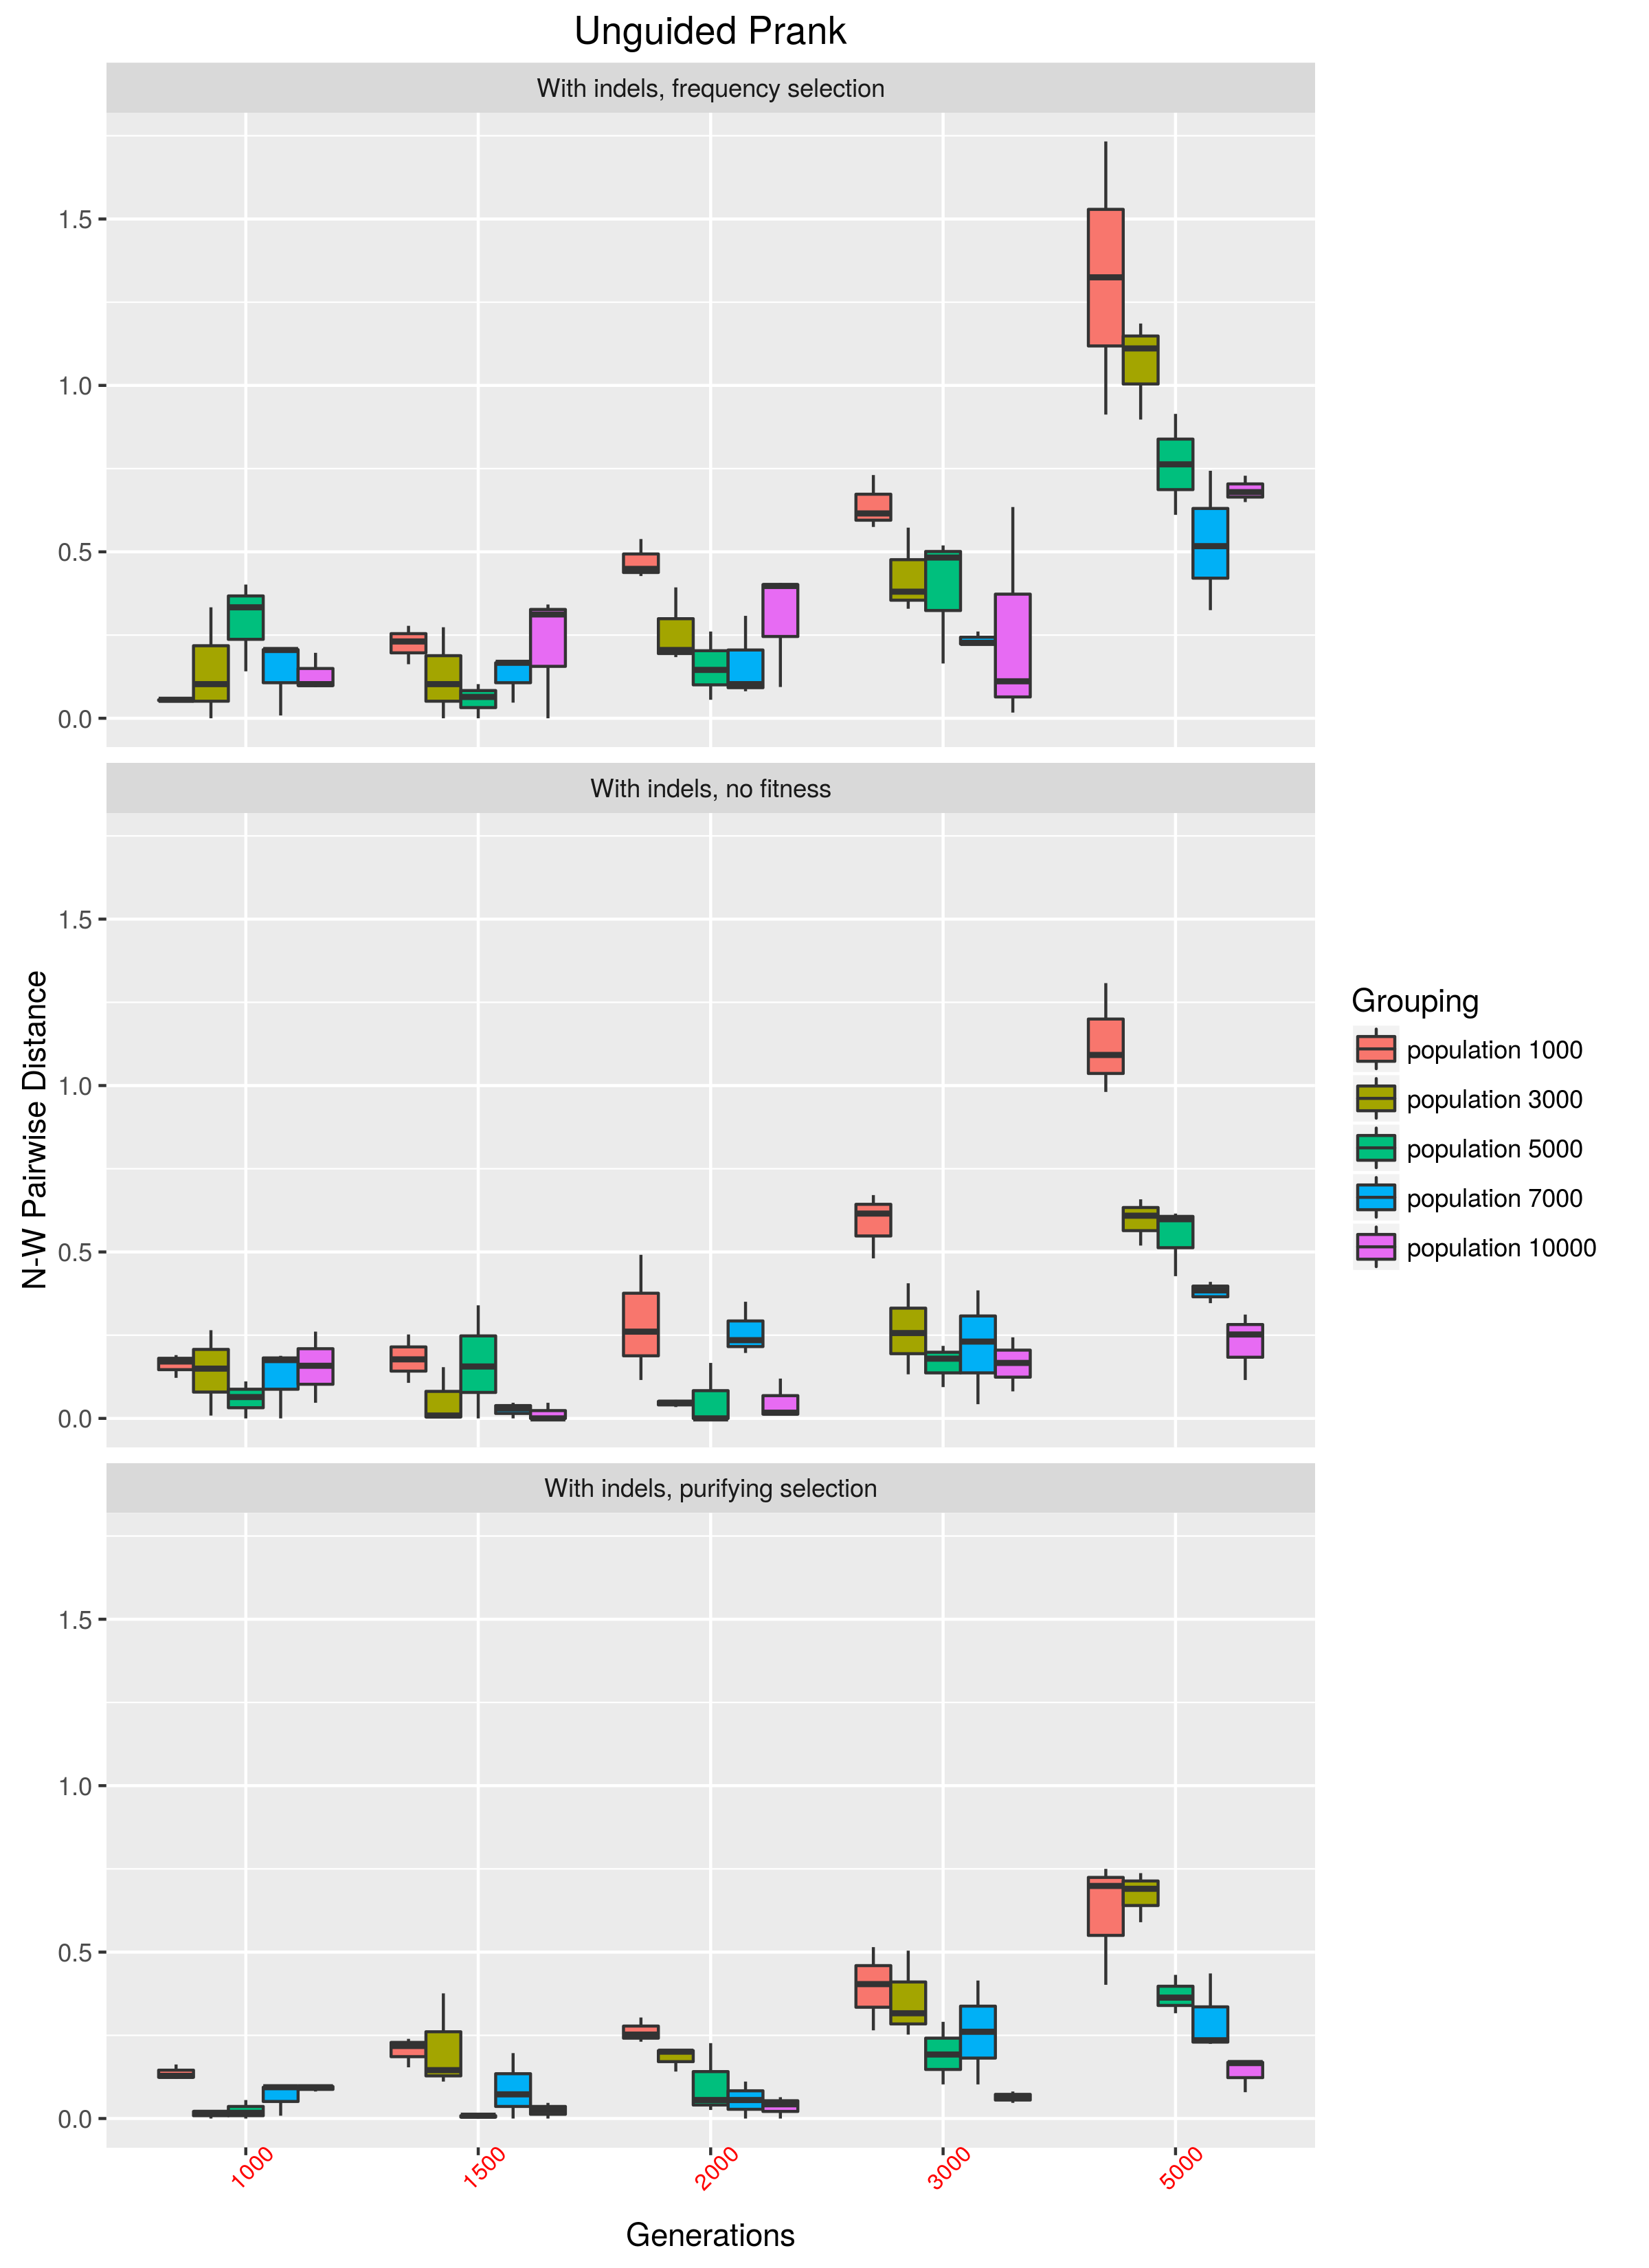 Unguided Prank
With indels, frequency selection
1.5
1.0
0.5
0.0
With indels, no fitness
1.5
1.0
0.5
0.0
With indels, purifying selection
1.5
1.0
0.5
0.0
N-W Pairwise Distance
1000
1500
2000
3000
5000
Generations
Grouping
population 1000
population 3000
population 5000
population 7000
population 10000